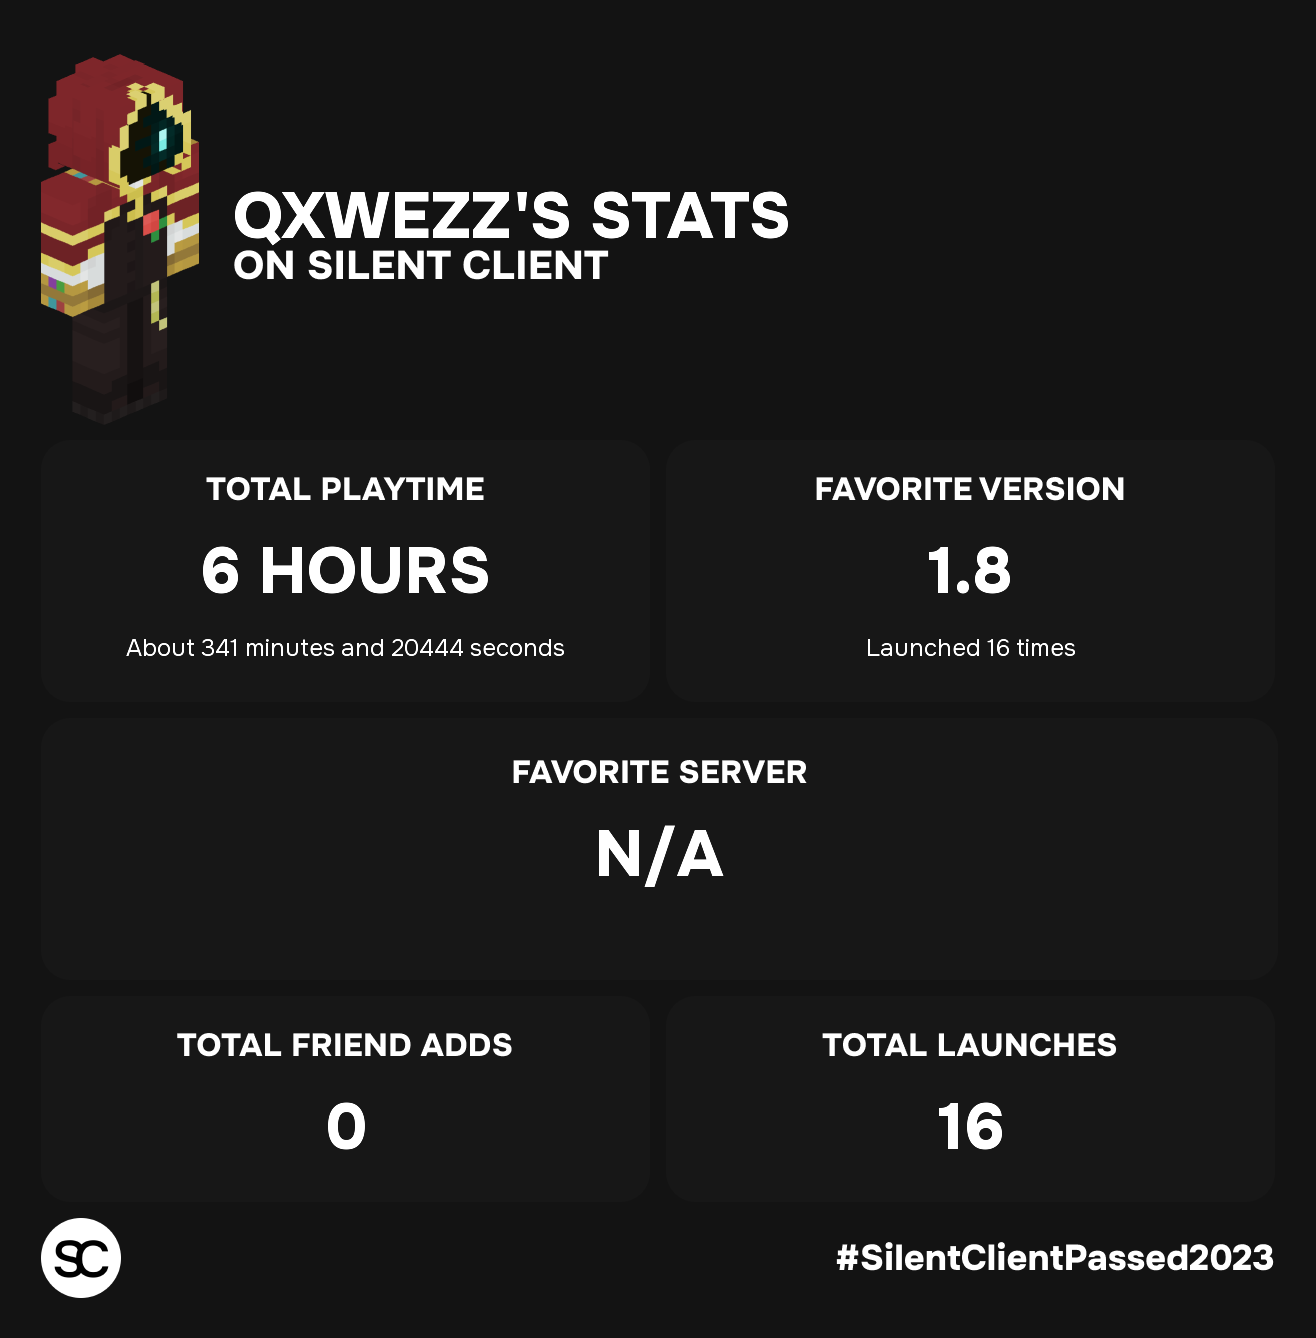 QXWEZZ'S STATS
ON SILENT CLIENT
TOTAL PLAYTIME
6 HOURS
About 341 minutes and 20444 seconds
FAVORITE VERSION
1.8
Launched 16 times
FAVORITE SERVER
N/A
TOTAL FRIEND ADDS
0
TOTAL LAUNCHES
16
SC
#SilentClientPassed2023